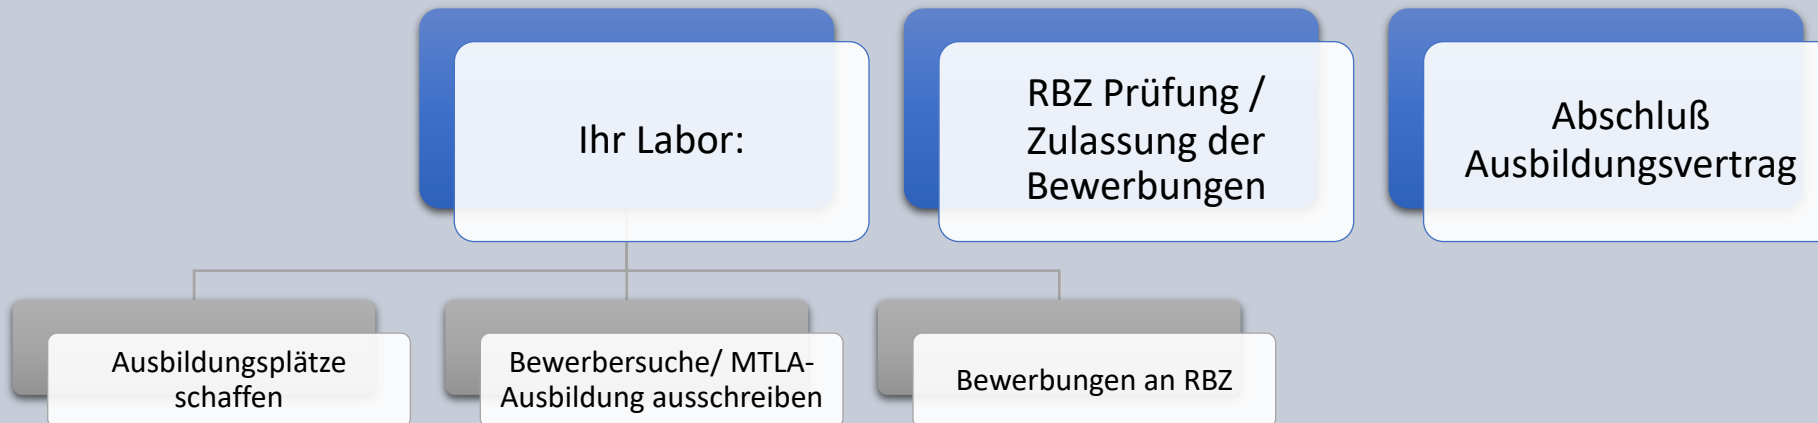 Ihr Labor:
RBZ Prüfung /
Zulassung der
Bewerbungen
Abschluß
Ausbildungsvertrag
Ausbildungsplätze
schaffen
Bewerbersuche/ MTLA-
Ausbildung ausschreiben
Bewerbungen an RBZ